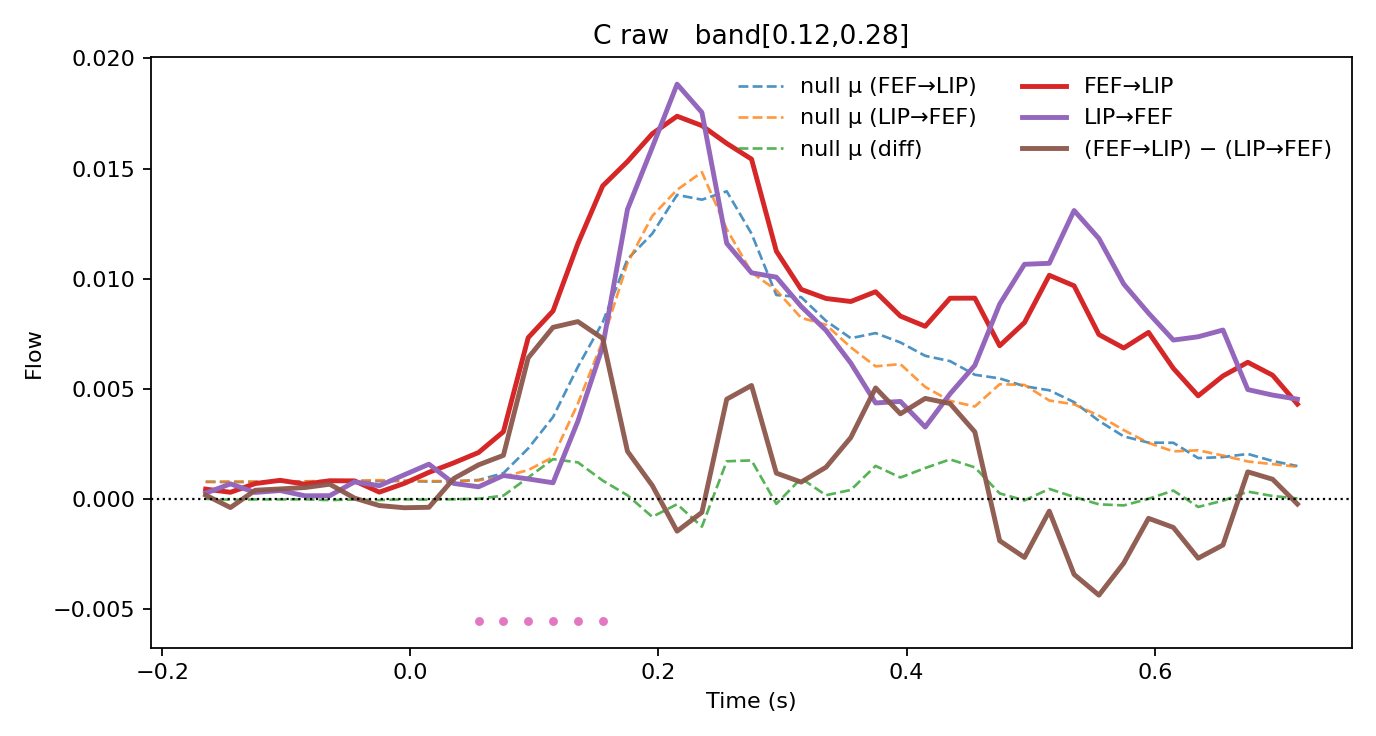 C raw   band[0.12,0.28]
0.020
0.015
0.010
0.005
0.000
−0.005
Flow
null μ (FEF→LIP)
null μ (LIP→FEF)
null μ (diff)
FEF→LIP
LIP→FEF
(FEF→LIP) − (LIP→FEF)
−0.2
0.0
0.2
0.4
0.6
Time (s)